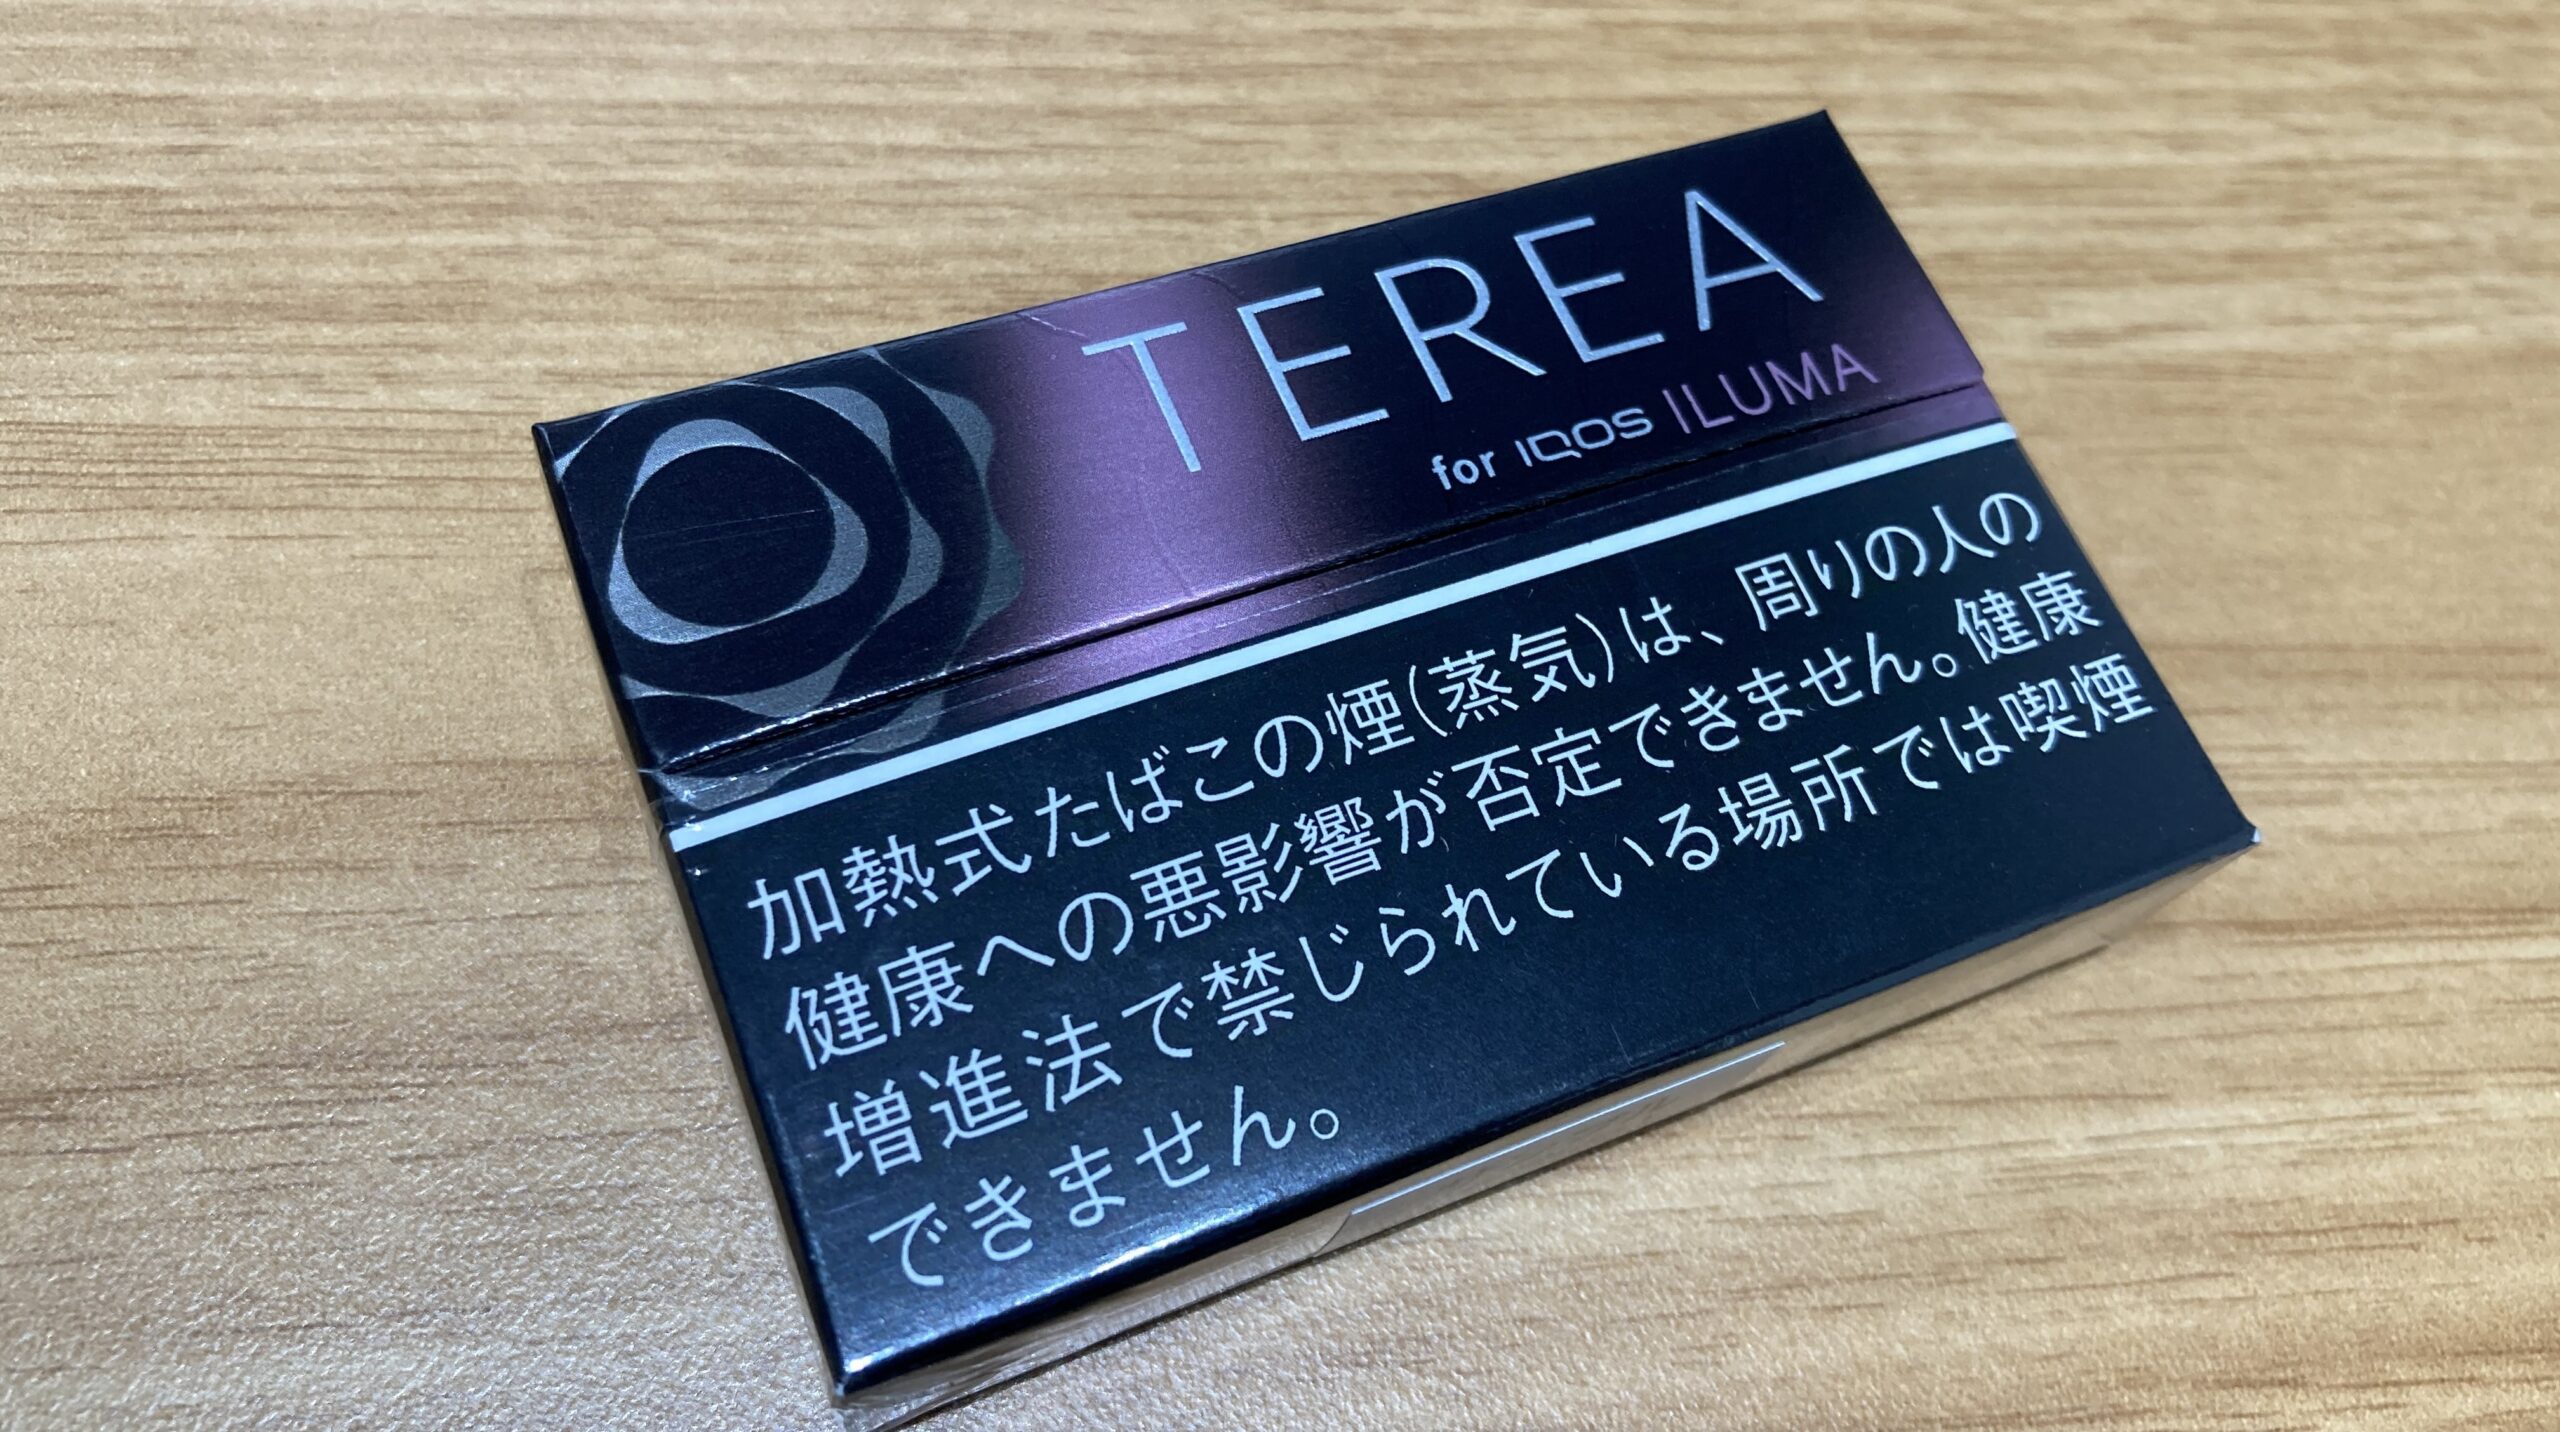 TEREA
for IQOS ILUMA
加熱式たばこの煙(蒸気)は、周りの人の
健康への悪影響が否定できません。健康
増進法で禁じられている場所では喫煙
できません。